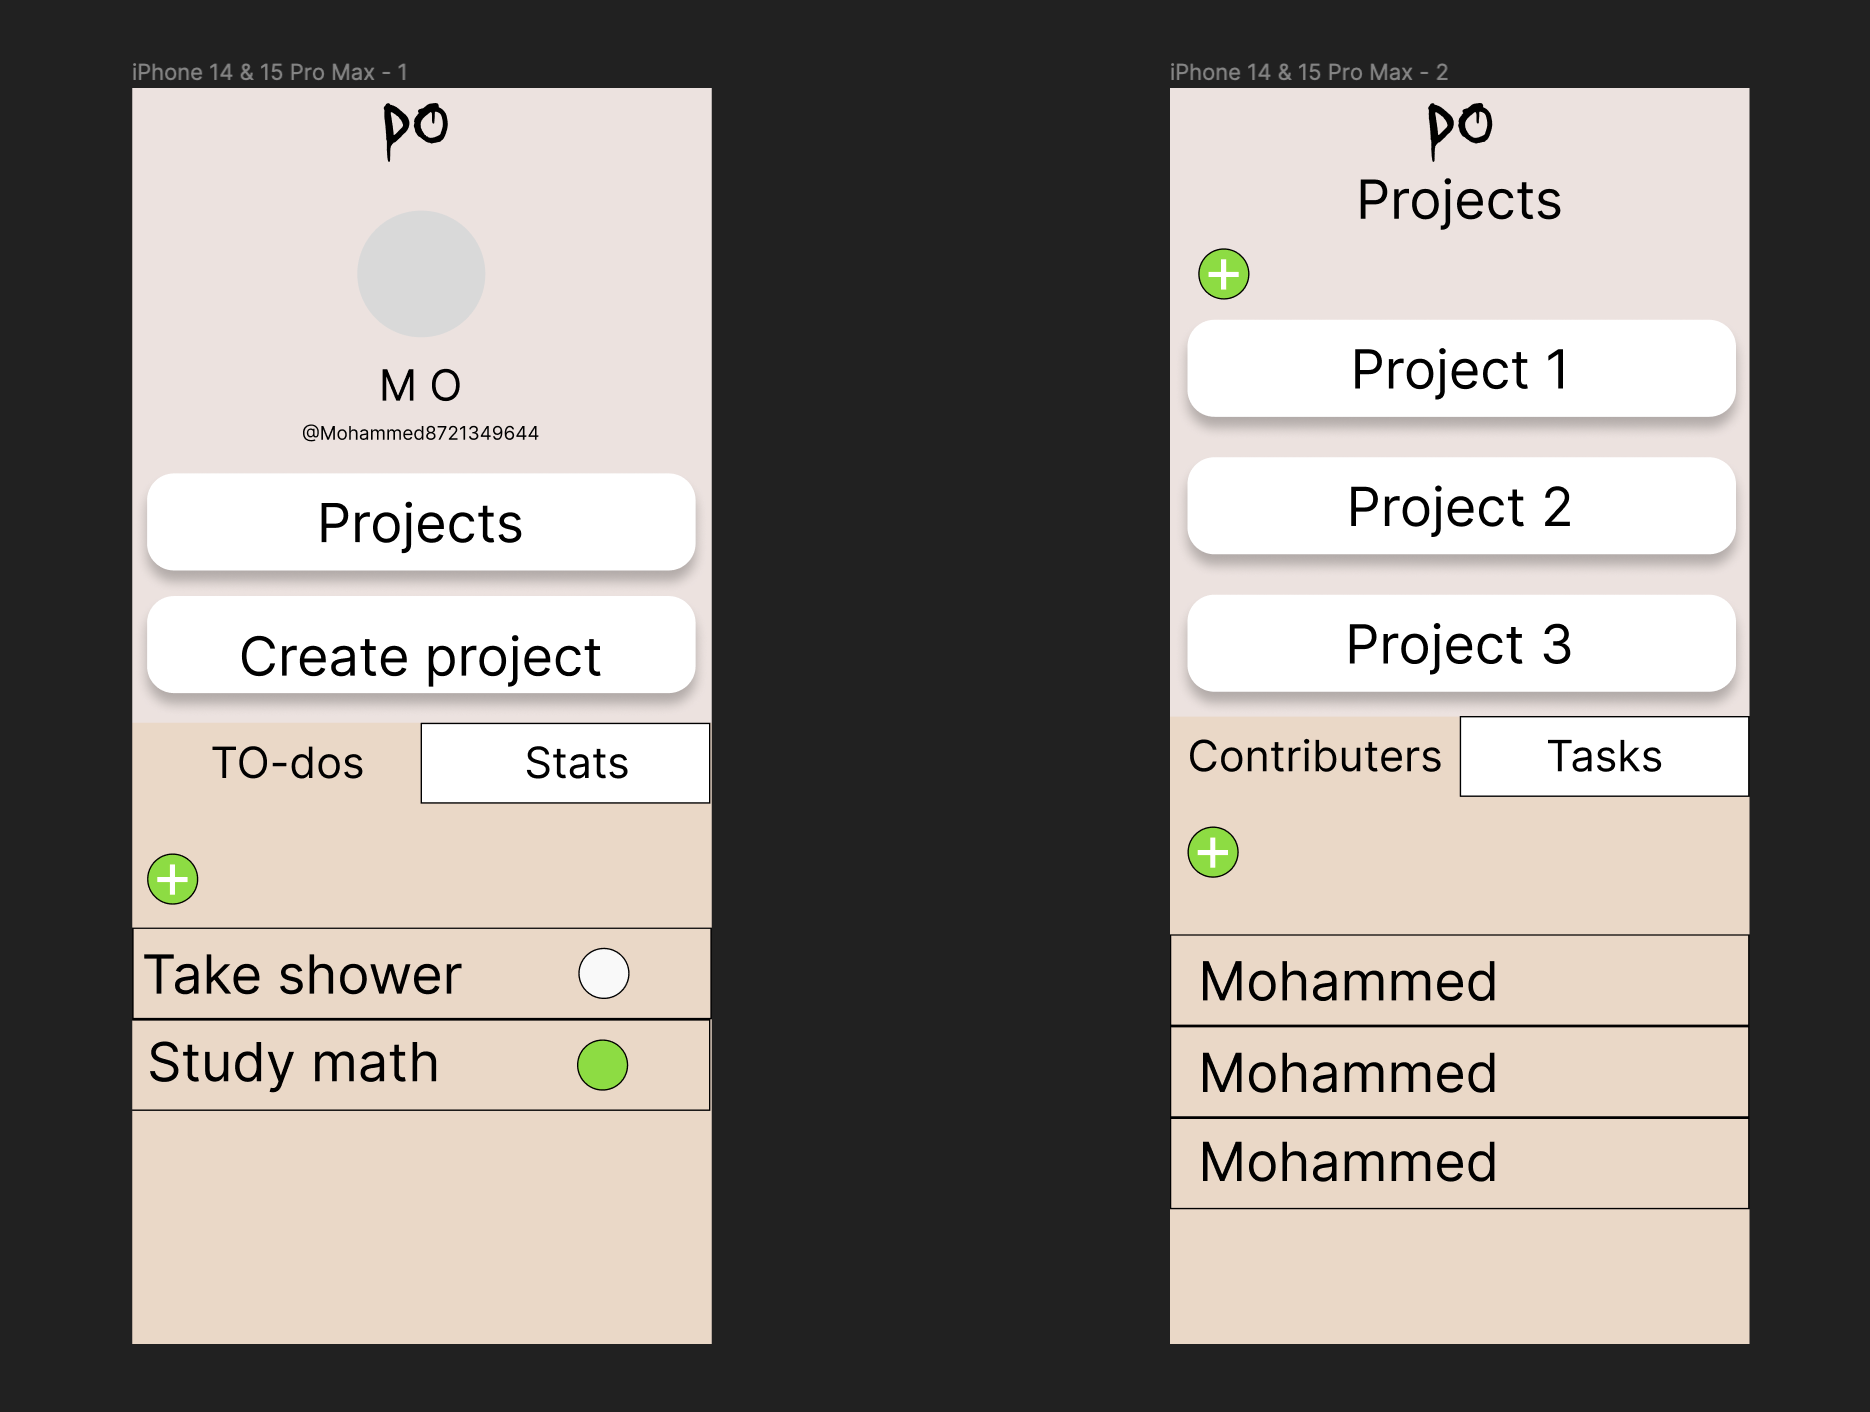 iPhone 14 & 15 Pro Max - 1
PO
M O
@Mohammed8721349644
Projects
Create project
TO-dos
Stats
Take shower
Study math
iPhone 14 & 15 Pro Max - 2
PO
Projects
Project 1
Project 2
Project 3
Contributers
Tasks
Mohammed
Mohammed
Mohammed